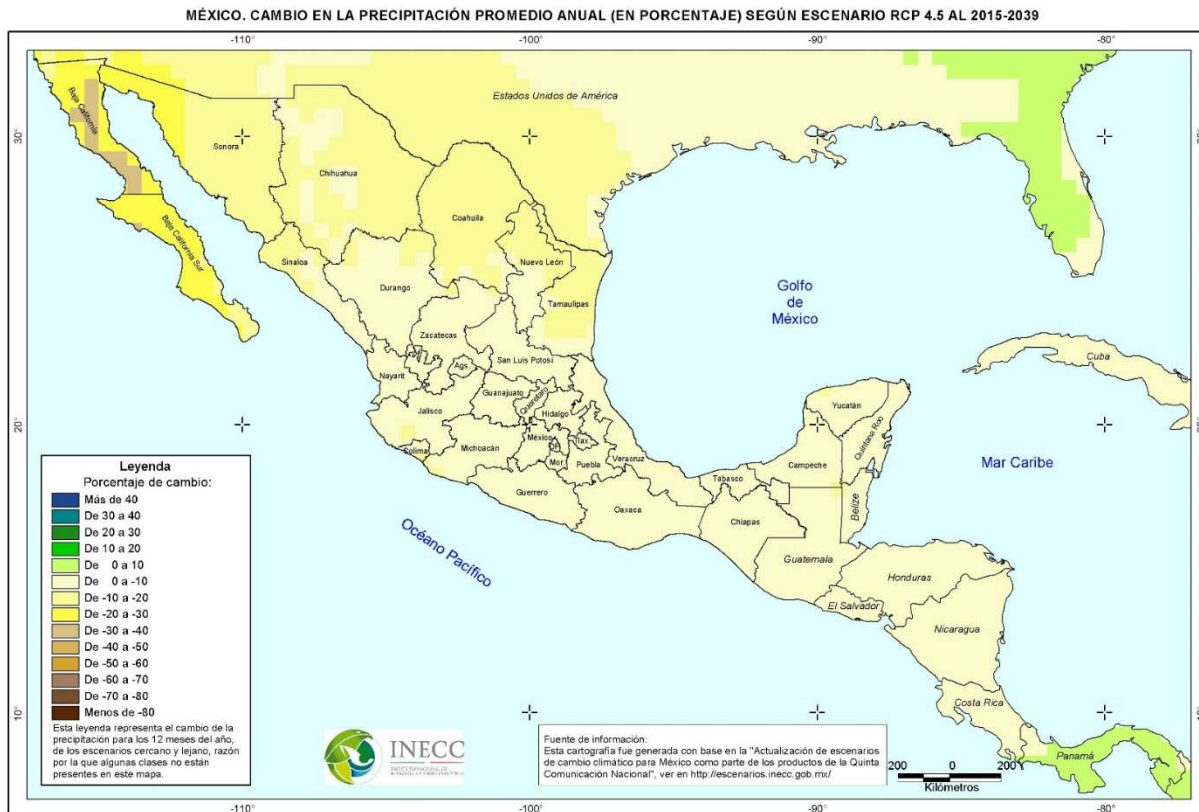 MÉXICO. CAMBIO EN LA PRECIPITACIÓN PROMEDIO ANUAL (EN PORCENTAJE) SEGÚN ESCENARIO RCP 4.5 AL 2015-2039
-110°
-100°
-90°
-80°
30°
30°
20°
20°
10°
10°
Estados Unidos de América
Baja California
Sonora
Chihuahua
Coahuila
Baja California Sur
Sinaloa
Nuevo León
Durango
Tamaulipas
Golfo
de
México
Zacatecas
San Luis Potosí
Cuba
Nayarit
Ags.
Guanajuato
Querétaro
Hidalgo
Yucatán
Jalisco
Quintana Roo
Colima
Michoacán
México
DF
Tlax.
Mor.
Puebla
Veracruz
Campeche
Mar Caribe
Tabasco
Guerrero
Oaxaca
Chiapas
Belize
Océano Pacífico
Guatemala
Honduras
El Salvador
Nicaragua
Costa Rica
Panamá
Leyenda
Porcentaje de cambio:
Más de 40
De 30 a 40
De 20 a 30
De 10 a 20
De 0 a 10
De 0 a -10
De -10 a -20
De -20 a -30
De -30 a -40
De -40 a -50
De -50 a -60
De -60 a -70
De -70 a -80
Menos de -80
Esta leyenda representa el cambio de la
precipitación para los 12 meses del año,
de los escenarios cercano y lejano, razón
por la que algunas clases no están
presentes en este mapa.
INECC
INSTITUTO NACIONAL DE
ECOLOGÍA Y CAMBIO CLIMÁTICO
Fuente de información:
Esta cartografía fue generada con base en la "Actualización de escenarios
de cambio climático para México como parte de los productos de la Quinta
Comunicación Nacional", ver en http://escenarios.inecc.gob.mx/
200 0 200
Kilómetros
-110°
-100°
-90°
-80°